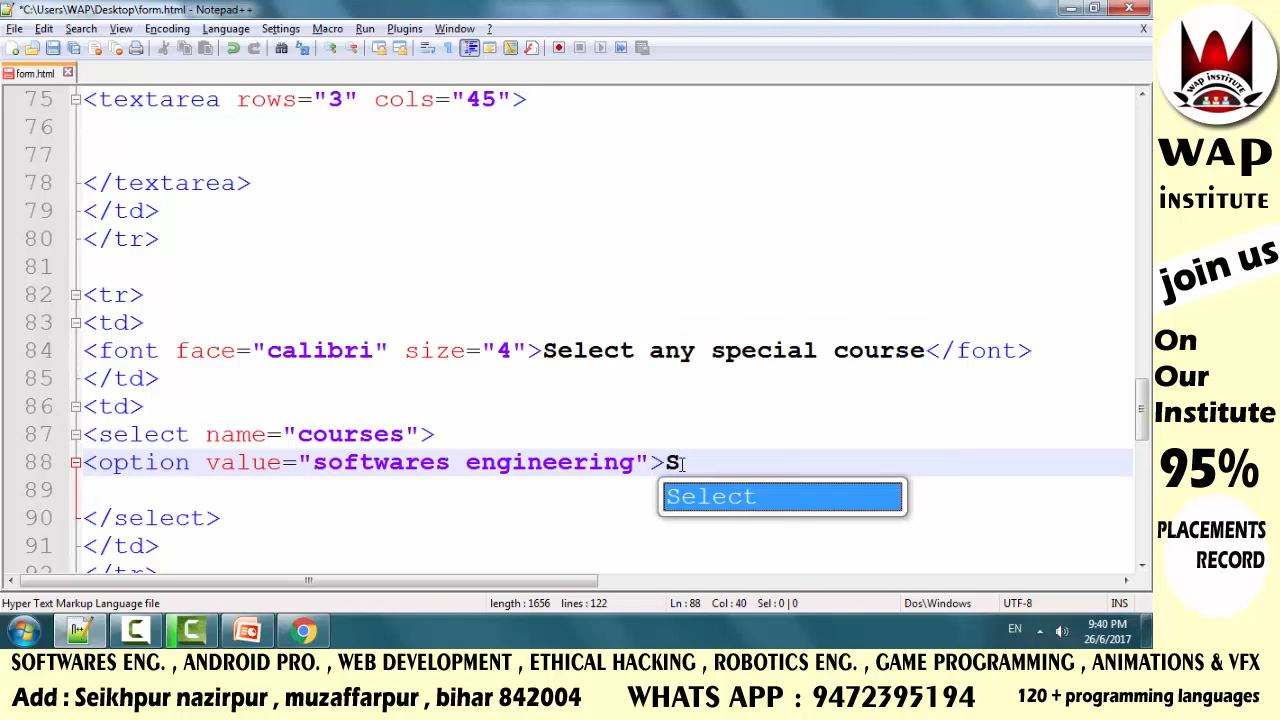 *C:\Users\WAP\Desktop\form.html - Notepad++
File Edit Search View Encoding Language Settings Macro Run Plugins Window ? X
form.html
75 <textarea rows="3" cols="45">
76
77
78 </textarea>
79 </td>
80 </tr>
81
82 <tr>
83 <td>
84 <font face="calibri" size="4">Select any special course</font>
85 </td>
86 <td>
87 <select name="courses">
88 <option value="softwares engineering">S
Select
89
90 </select>
91 </td>
92 </tr>
Hyper Text Markup Language file length : 1656 lines : 122 Ln : 88 Col : 40 Sel : 0 | 0 Dos\Windows UTF-8 INS
EN 9:40 PM
26/6/2017
wap institute
WAP
institute
join us
On
Our
Institute
95%
PLACEMENTS
RECORD
SOFTWARES ENG. , ANDROID PRO. , WEB DEVELOPMENT , ETHICAL HACKING , ROBOTICS ENG. , GAME PROGRAMMING , ANIMATIONS & VFX
Add : Seikhpur nazirpur , muzaffarpur , bihar 842004 WHATS APP : 9472395194 120 + programming languages